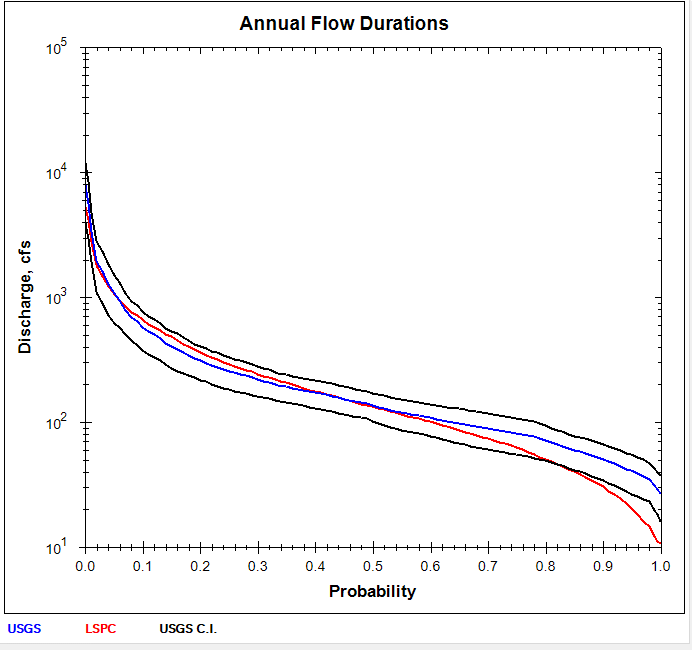 Annual Flow Durations
10^5
10^4
10^3
10^2
10^1
Discharge, cfs
0.0 0.1 0.2 0.3 0.4 0.5 0.6 0.7 0.8 0.9 1.0
Probability
USGS LSPC USGS C.I.